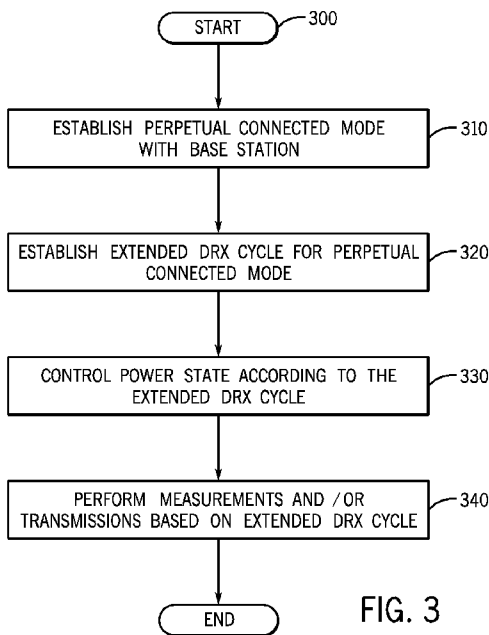 START
300
ESTABLISH PERPETUAL CONNECTED MODE
WITH BASE STATION
310
ESTABLISH EXTENDED DRX CYCLE FOR PERPETUAL
CONNECTED MODE
320
CONTROL POWER STATE ACCORDING TO THE
EXTENDED DRX CYCLE
330
PERFORM MEASUREMENTS AND /OR
TRANSMISSIONS BASED ON EXTENDED DRX CYCLE
340
END
FIG. 3